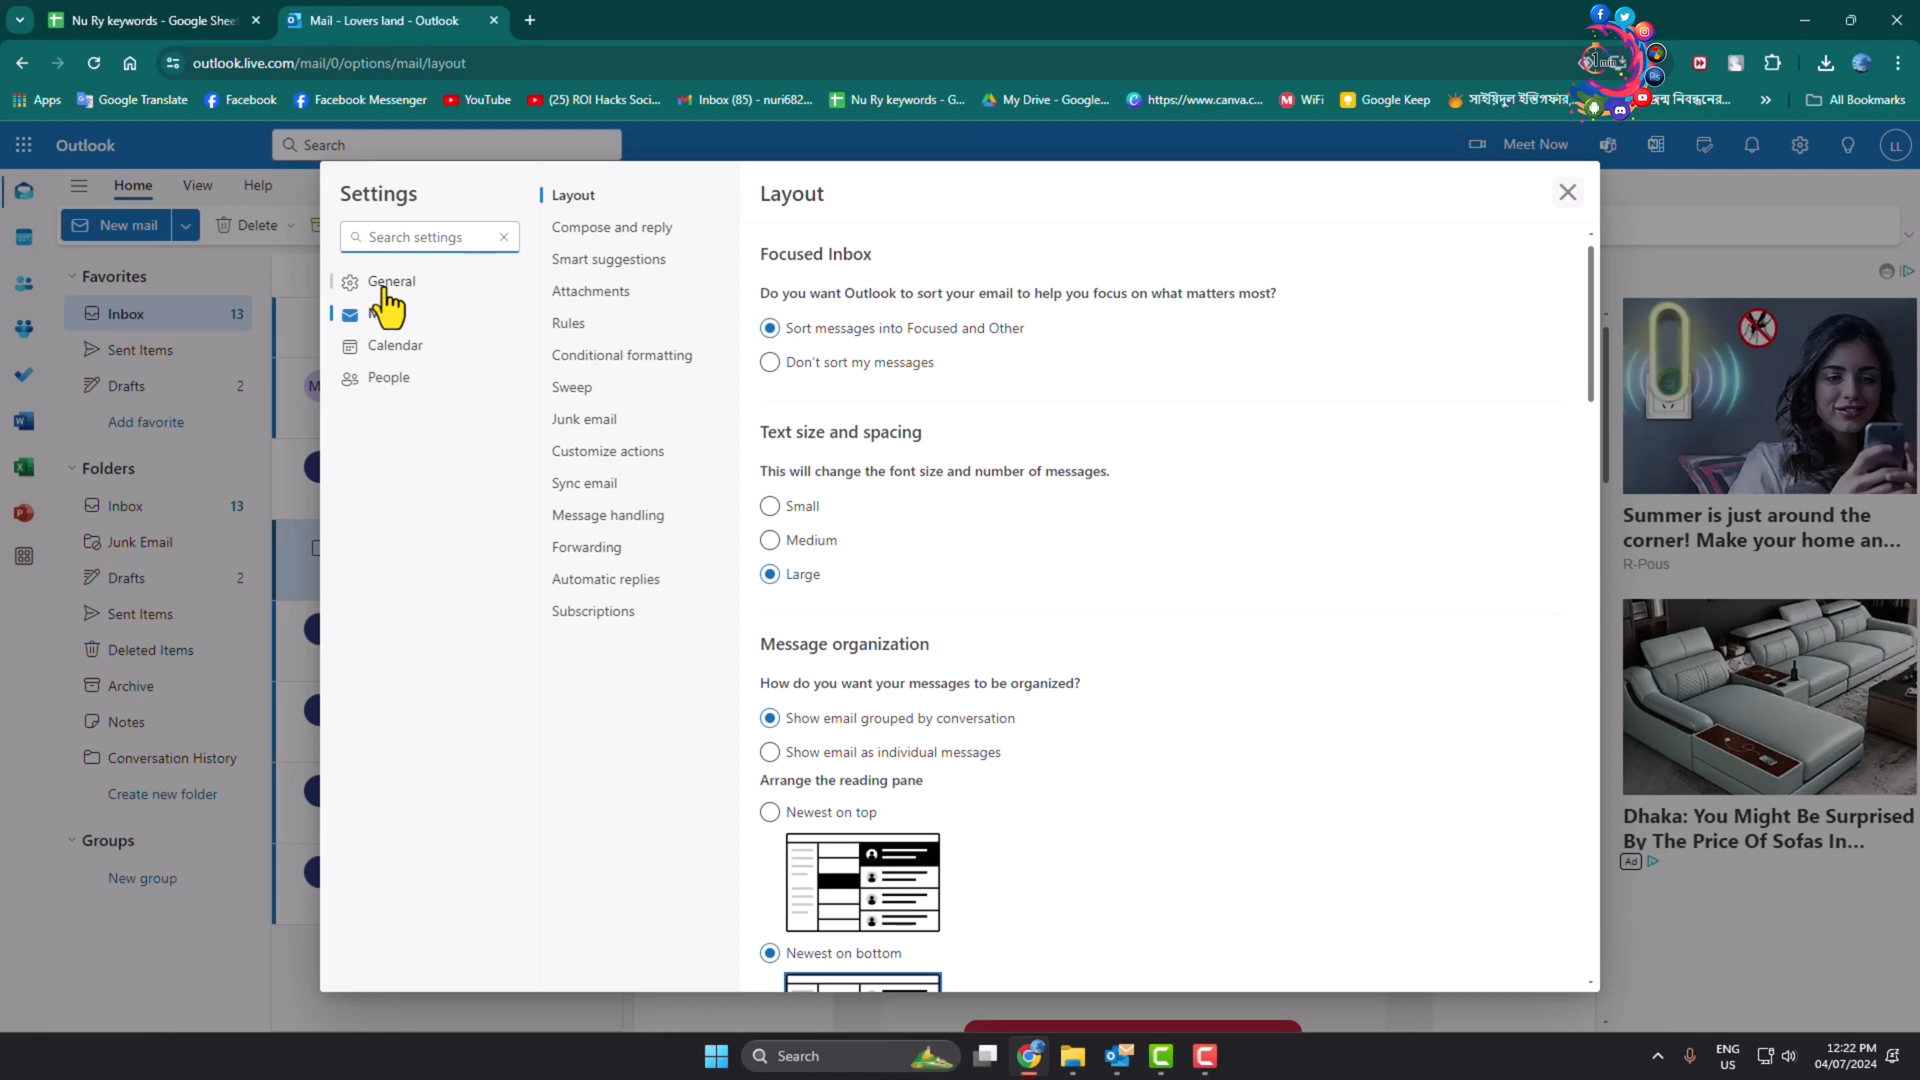 Nu Ry keywords - Google Shee
Mail - Lovers land - Outlook
outlook.live.com/mail/0/options/mail/layout
1 min
Apps
Google Translate
Facebook
Facebook Messenger
YouTube
(25) ROI Hacks Soci...
Inbox (85) - nuri682...
Nu Ry keywords - G...
My Drive - Google...
https://www.canva.c...
WiFi
Google Keep
সাইয়িদুল ইস্তিগফার,
জন্ম নিবন্ধনের...
All Bookmarks
Outlook
Search
Meet Now
LL
Home
View
Help
New mail
Delete
Favorites
Inbox 13
Sent Items
Drafts 2
Add favorite
Folders
Inbox 13
Junk Email
Drafts 2
Sent Items
Deleted Items
Archive
Notes
Conversation History
Create new folder
Groups
New group
Settings
Search settings
General
Calendar
People
Layout
Compose and reply
Smart suggestions
Attachments
Rules
Conditional formatting
Sweep
Junk email
Customize actions
Sync email
Message handling
Forwarding
Automatic replies
Subscriptions
Layout
Focused Inbox
Do you want Outlook to sort your email to help you focus on what matters most?
Sort messages into Focused and Other
Don't sort my messages
Text size and spacing
This will change the font size and number of messages.
Small
Medium
Large
Message organization
How do you want your messages to be organized?
Show email grouped by conversation
Show email as individual messages
Arrange the reading pane
Newest on top
Newest on bottom
Summer is just around the
corner! Make your home an...
R-Pous
Dhaka: You Might Be Surprised
By The Price Of Sofas In...
Ad
Search
ENG
US
12:22 PM
04/07/2024